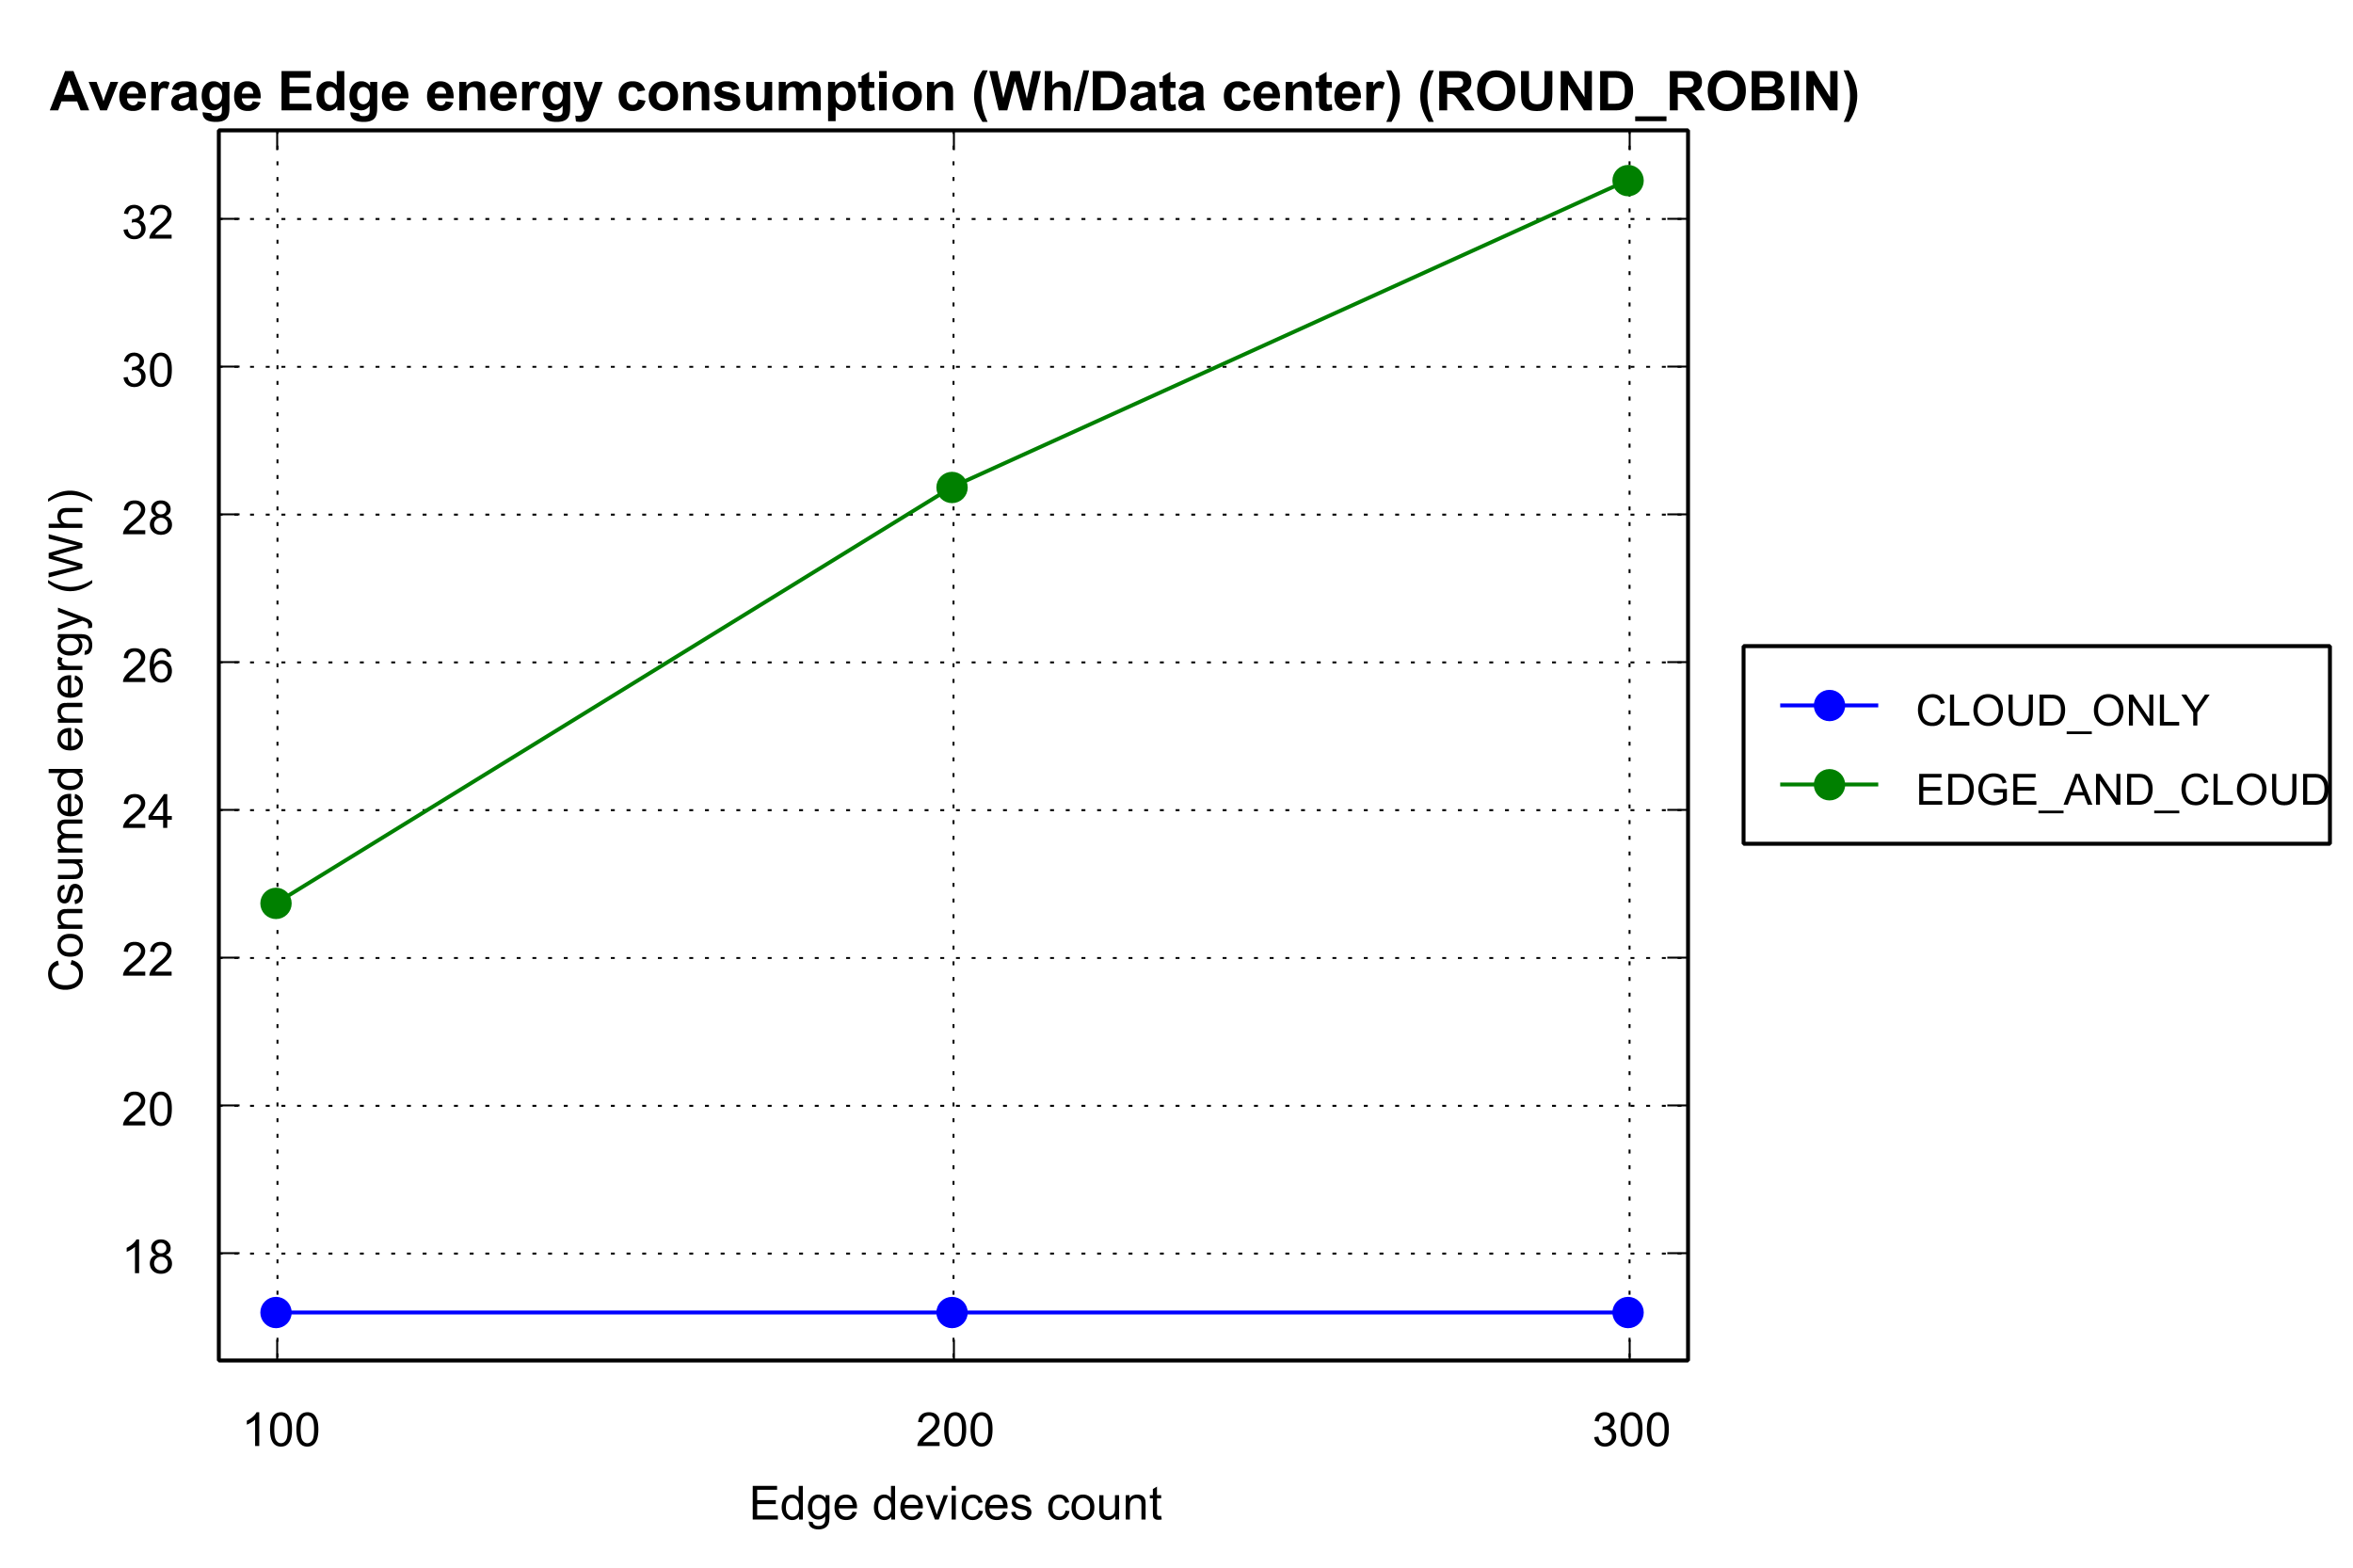 Average Edge energy consumption (Wh/Data center) (ROUND_ROBIN)
32
30
28
26
24
22
20
18
Consumed energy (Wh)
CLOUD_ONLY
EDGE_AND_CLOUD
100 200 300
Edge devices count